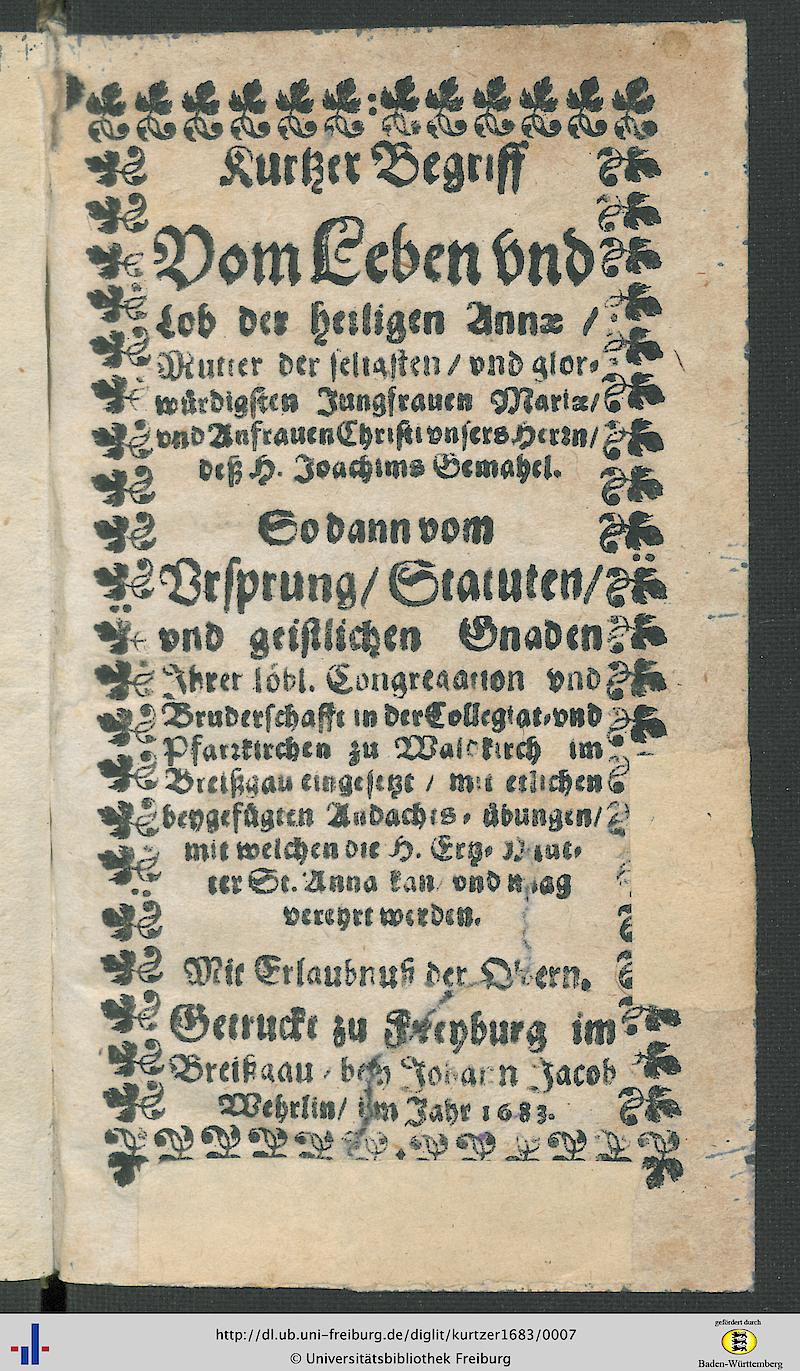 Kurtzer Begriff
Vom Leben vnd
Lob der heiligen Annæ /
Mutter der seligsten / vnd glor-
würdigsten Jungfrauen Mariæ /
vnd Anfrauen Christi vnsers Herrn /
deß H. Joachims Gemahel.
So dann vom
Vrsprung / Statuten /
vnd geistlichen Gnaden
Ihrer löbl. Congregation vnd
Bruderschafft in der Collegiat- vnd
Pfarrkirchen zu Waldkirch im
Breißgau eingesetzt / mit etlichen
beygefügten Andachts- übungen /
mit welchen die H. Ertz- Mut-
ter St. Anna kan / vnd mag
verehrt werden.
Mit Erlaubnuß der Obern.
Getruckt zu Freyburg im
Breißgau / bey Johann Jacob
Wehrlin / im Jahr 1683.
http://dl.ub.uni-freiburg.de/diglit/kurtzer1683/0007
© Universitätsbibliothek Freiburg
gefördert durch
Baden-Württemberg